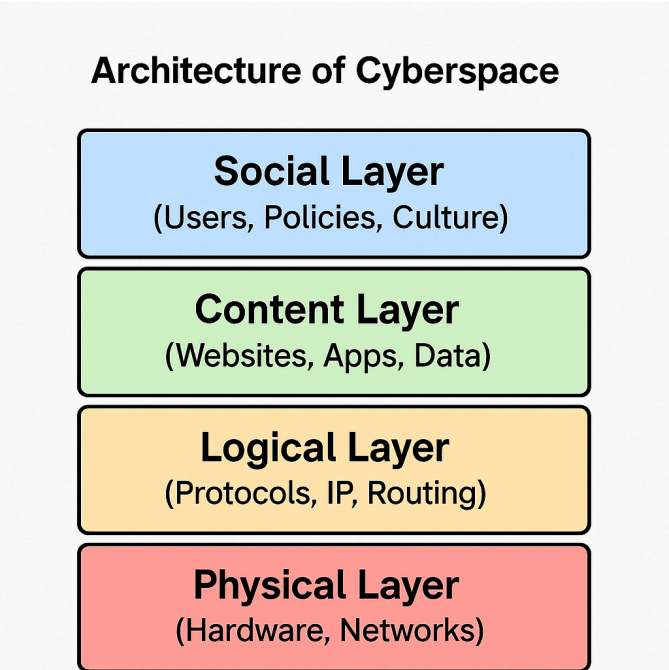 Architecture of Cyberspace
Social Layer
(Users, Policies, Culture)
Content Layer
(Websites, Apps, Data)
Logical Layer
(Protocols, IP, Routing)
Physical Layer
(Hardware, Networks)